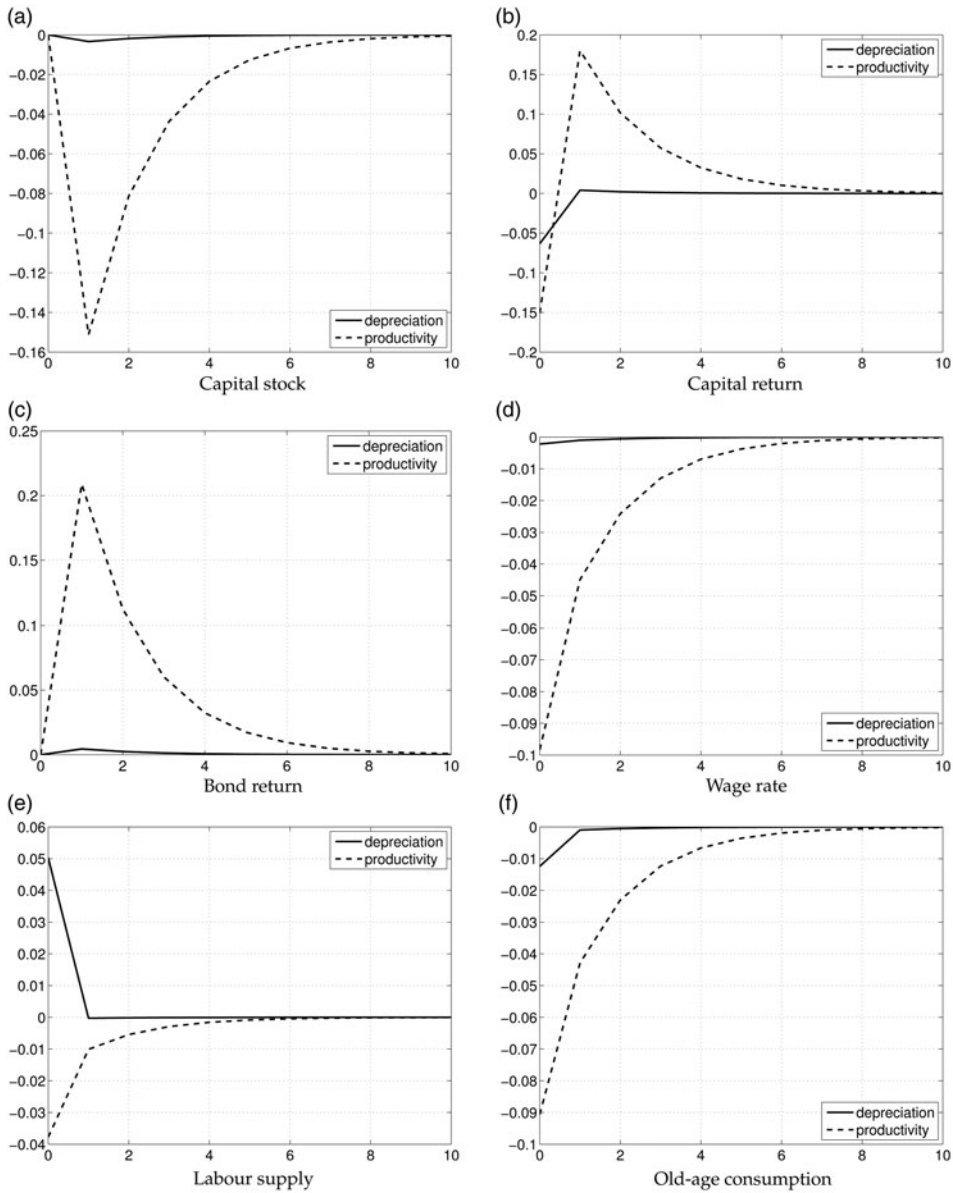 (a)
0
-0.02
-0.04
-0.06
-0.08
-0.1
-0.12
-0.14
-0.16
depreciation
productivity
0 2 4 6 8 10
Capital stock
(b)
0.2
0.15
0.1
0.05
0
-0.05
-0.1
-0.15
-0.2
depreciation
productivity
0 2 4 6 8 10
Capital return
(c)
0.25
0.2
0.15
0.1
0.05
0
depreciation
productivity
0 2 4 6 8 10
Bond return
(d)
0
-0.01
-0.02
-0.03
-0.04
-0.05
-0.06
-0.07
-0.08
-0.09
-0.1
depreciation
productivity
0 2 4 6 8 10
Wage rate
(e)
0.06
0.05
0.04
0.03
0.02
0.01
0
-0.01
-0.02
-0.03
-0.04
depreciation
productivity
0 2 4 6 8 10
Labour supply
(f)
0
-0.01
-0.02
-0.03
-0.04
-0.05
-0.06
-0.07
-0.08
-0.09
-0.1
depreciation
productivity
0 2 4 6 8 10
Old-age consumption